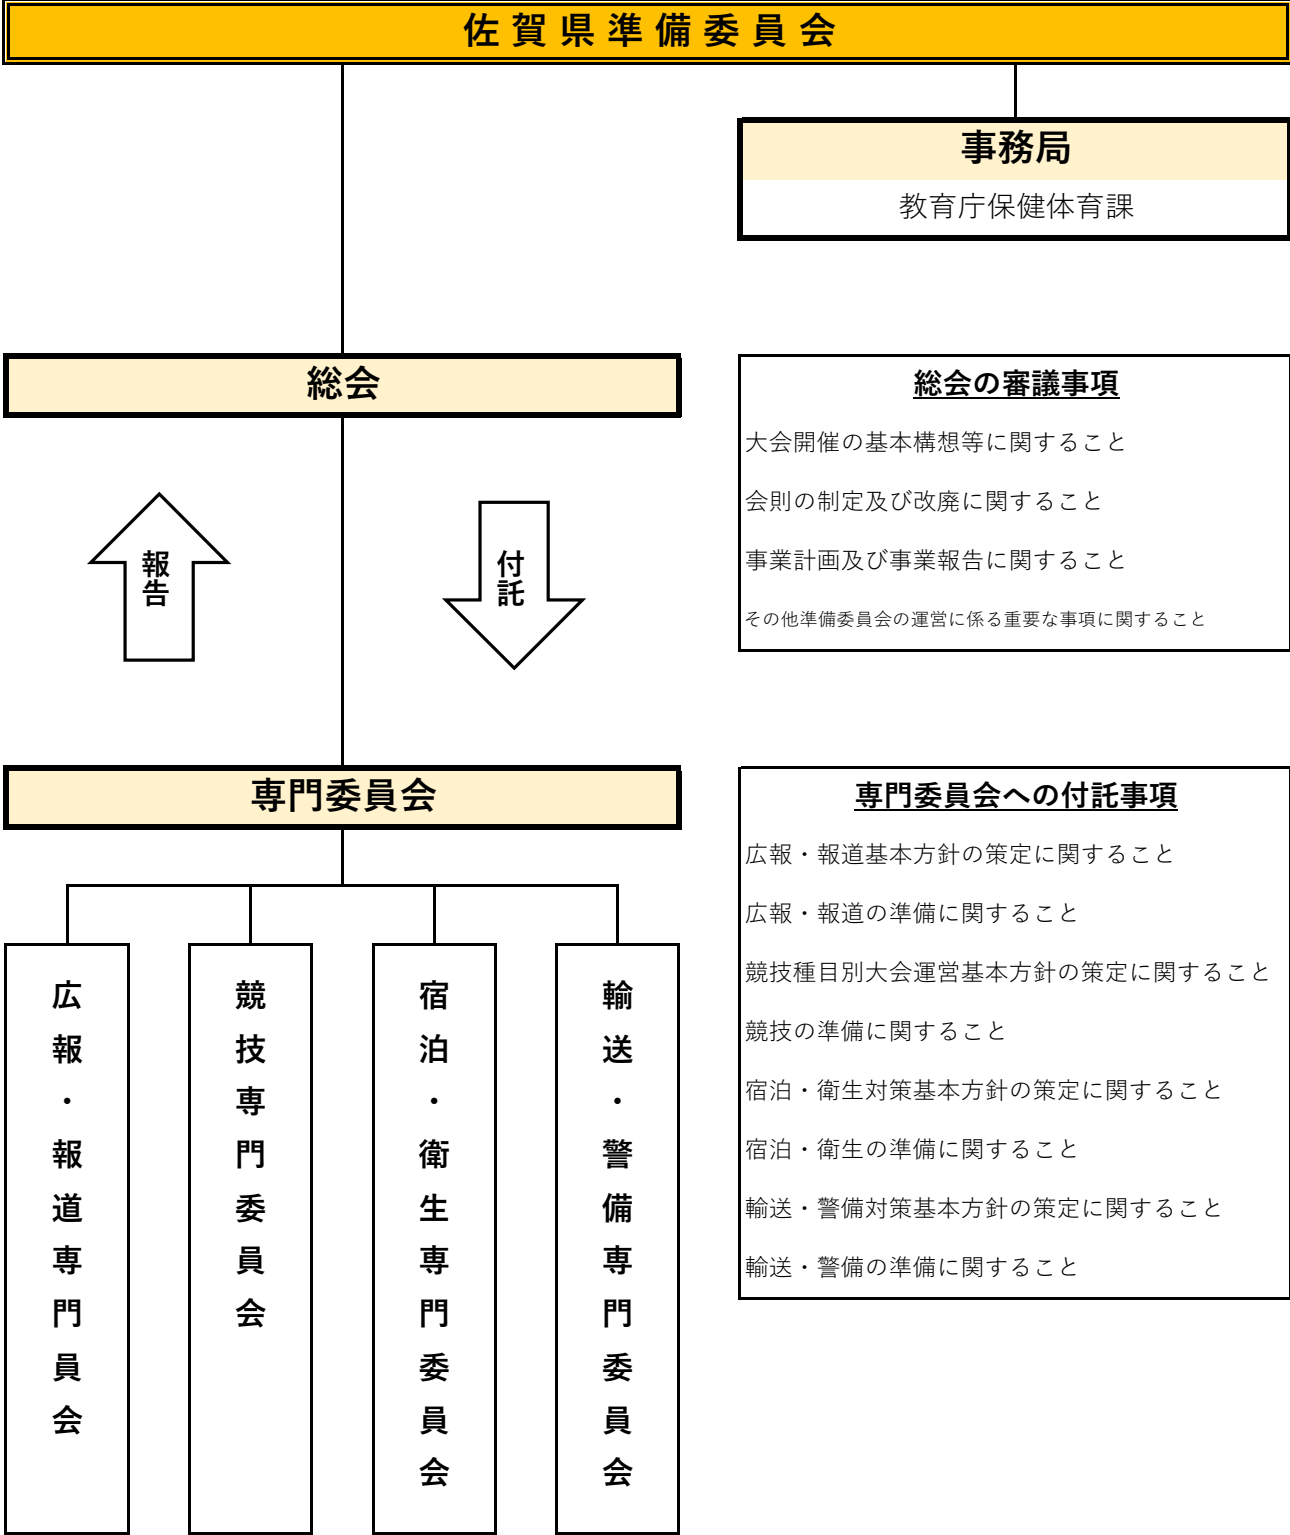 佐賀県準備委員会
事務局
教育庁保健体育課
総会
報告
付託
総会の審議事項
大会開催の基本構想等に関すること
会則の制定及び改廃に関すること
事業計画及び事業報告に関すること
その他準備委員会の運営に係る重要な事項に関すること
専門委員会
専門委員会への付託事項
広報・報道基本方針の策定に関すること
広報・報道の準備に関すること
競技種目別大会運営基本方針の策定に関すること
競技の準備に関すること
宿泊・衛生対策基本方針の策定に関すること
宿泊・衛生の準備に関すること
輸送・警備対策基本方針の策定に関すること
輸送・警備の準備に関すること
広報・報道専門員会
競技専門委員会
宿泊・衛生専門委員会
輸送・警備専門委員会